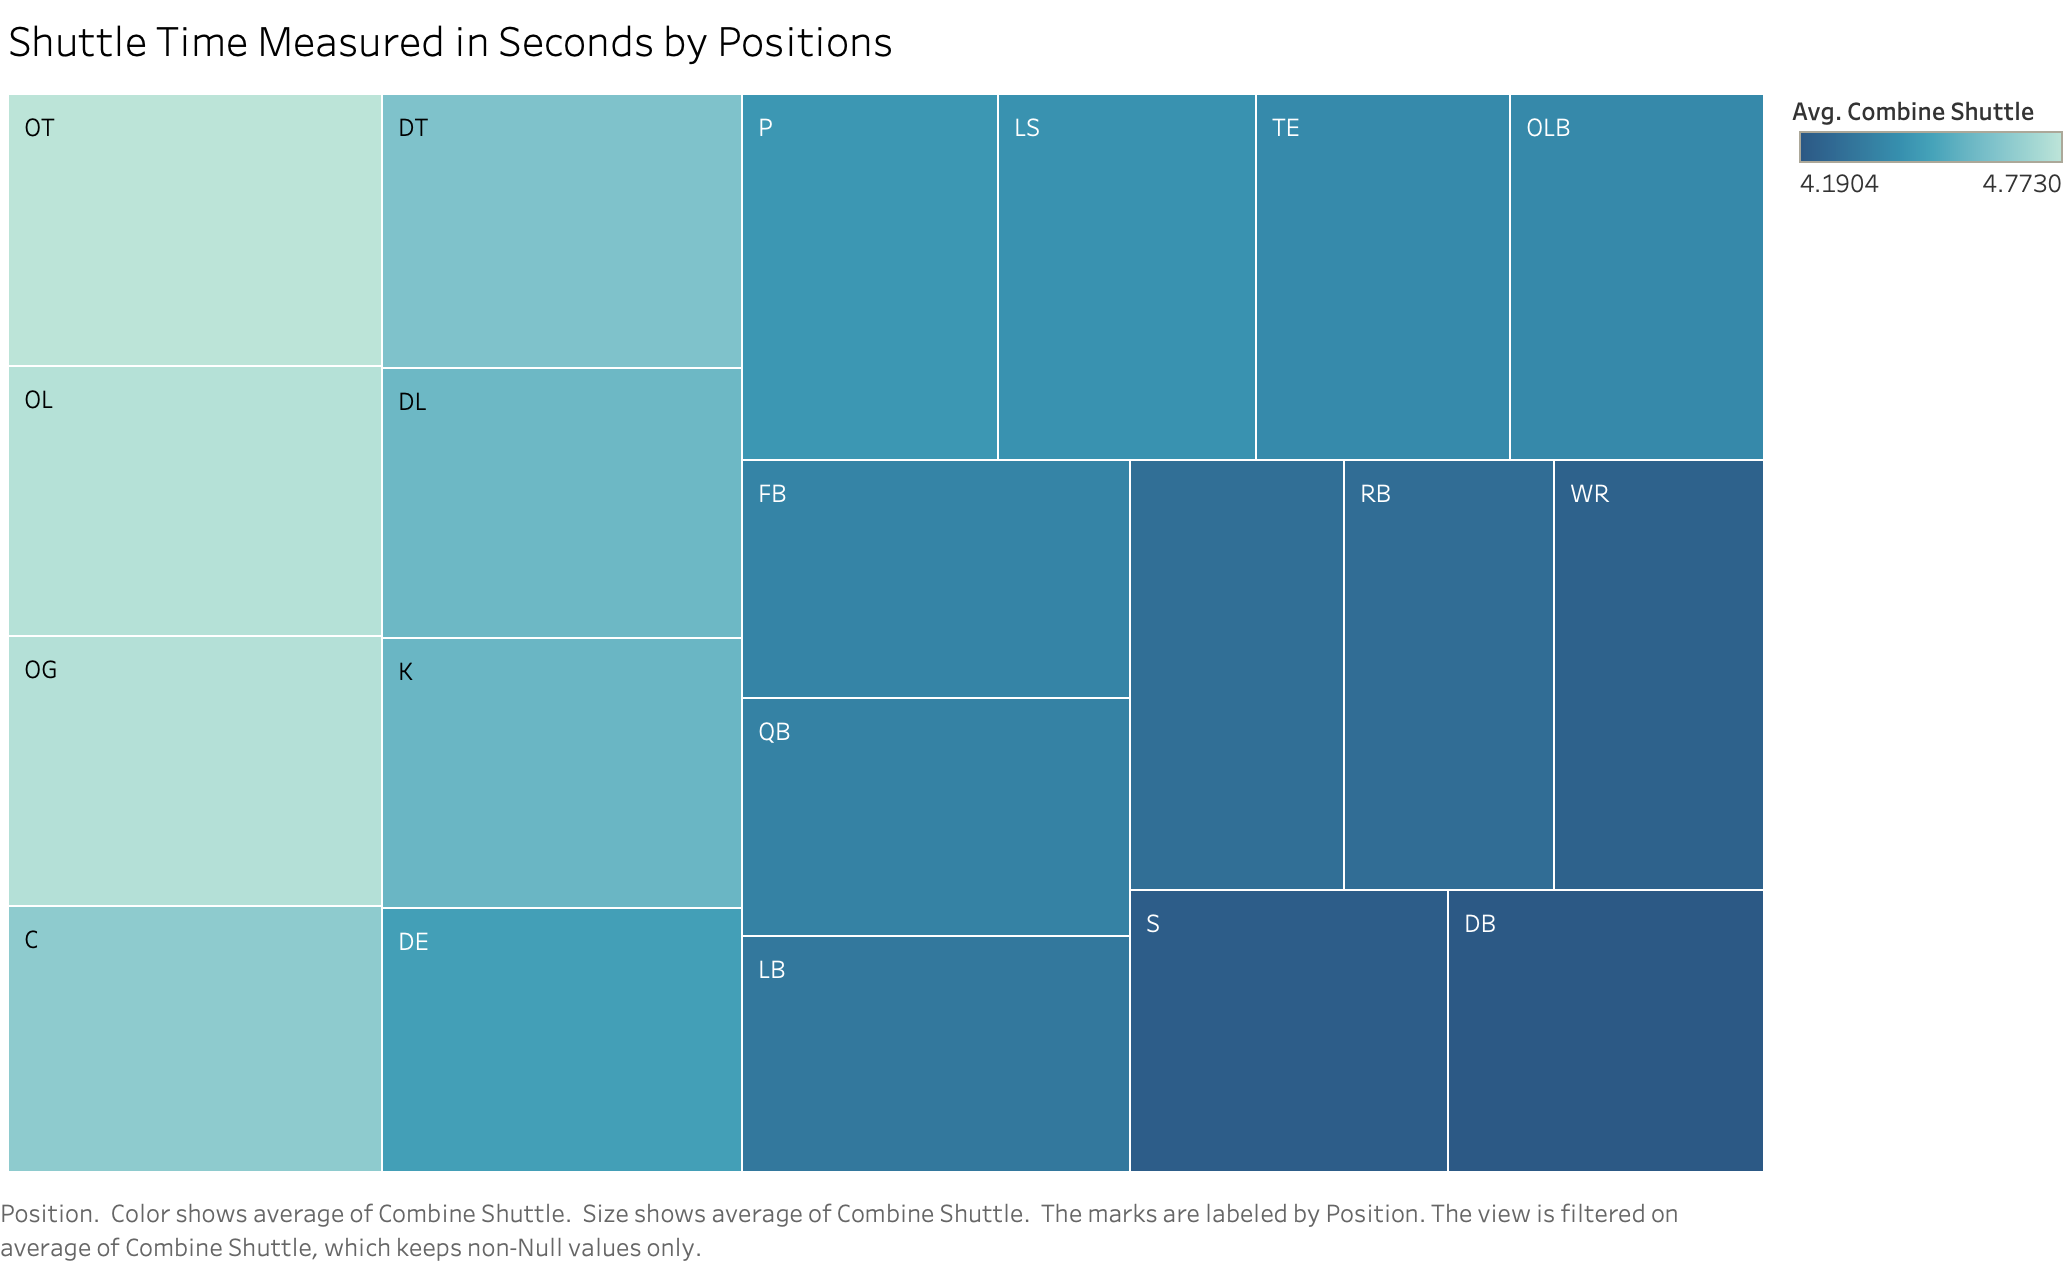 Shuttle Time Measured in Seconds by Positions
OT
DT
P
LS
TE
OLB
Avg. Combine Shuttle
4.1904
4.7730
OL
DL
FB
RB
WR
OG
K
QB
C
DE
LB
S
DB
Position.  Color shows average of Combine Shuttle.  Size shows average of Combine Shuttle.  The marks are labeled by Position. The view is filtered on
average of Combine Shuttle, which keeps non-Null values only.